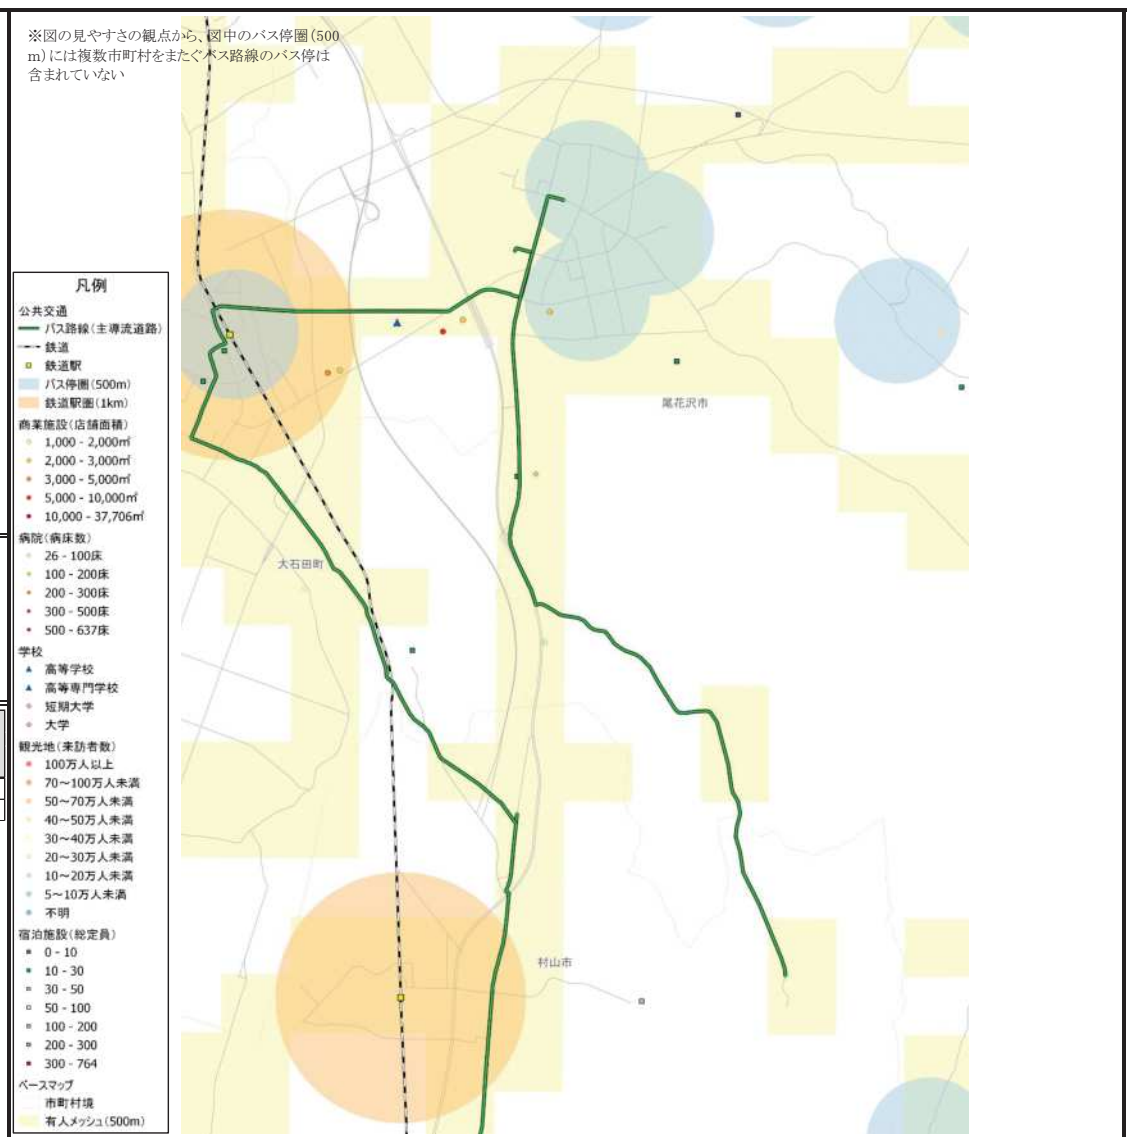 ※図の見やすさの観点から、図中のバス停圏(500
m)には複数市町村をまたぐバス路線のバス停は
含まれていない
凡例
公共交通
バス路線(主導流道路)
鉄道
鉄道駅
バス停圏(500m)
鉄道駅圏(1km)
商業施設(店舗面積)
1,000 - 2,000㎡
2,000 - 3,000㎡
3,000 - 5,000㎡
5,000 - 10,000㎡
10,000 - 37,706㎡
病院(病床数)
26 - 100床
100 - 200床
200 - 300床
300 - 500床
500 - 637床
学校
高等学校
高等専門学校
短期大学
大学
観光地(来訪者数)
100万人以上
70～100万人未満
50～70万人未満
40～50万人未満
30～40万人未満
20～30万人未満
10～20万人未満
5～10万人未満
不明
宿泊施設(総定員)
0 - 10
10 - 30
30 - 50
50 - 100
100 - 200
200 - 300
300 - 764
ベースマップ
市町村境
有人メッシュ(500m)
尾花沢市
大石田町
村山市